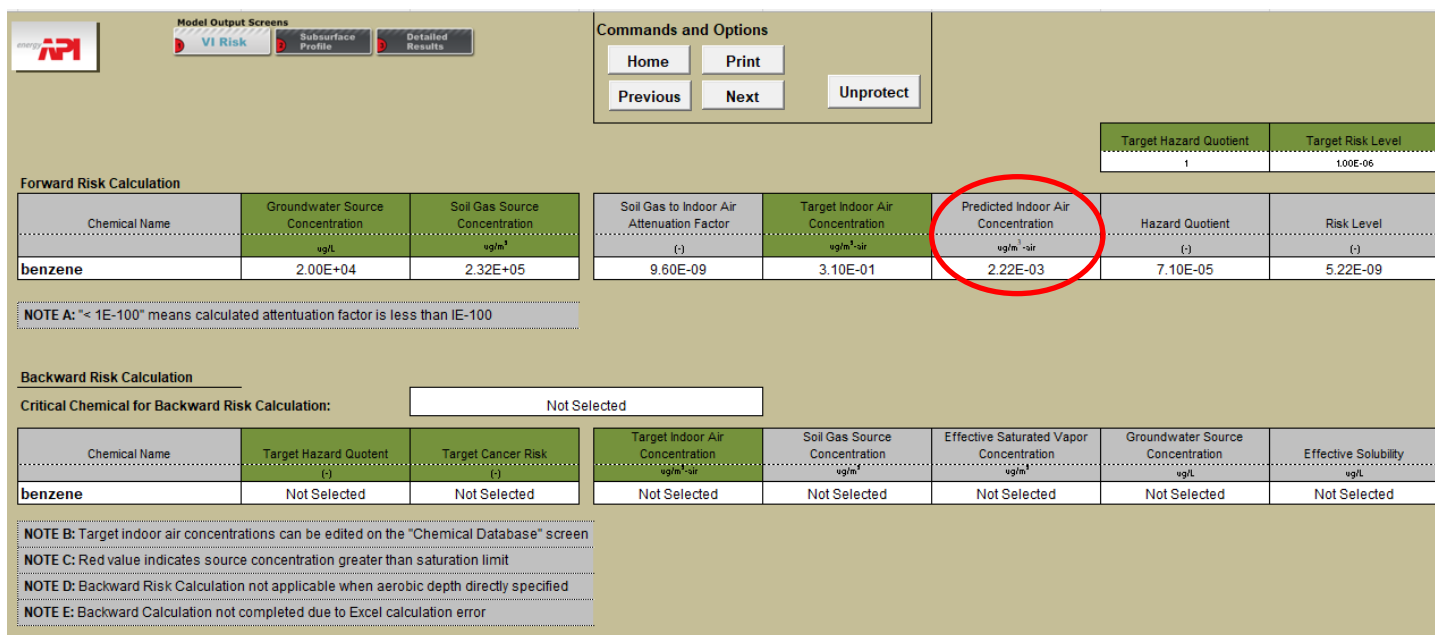 energy API
Model Output Screens
1 VI Risk
2 Subsurface Profile
3 Detailed Results
Commands and Options
Home Print
Previous Next Unprotect
Target Hazard Quotient Target Risk Level
1 1.00E-06
Forward Risk Calculation
Chemical Name Groundwater Source Concentration Soil Gas Source Concentration Soil Gas to Indoor Air Attenuation Factor Target Indoor Air Concentration Predicted Indoor Air Concentration Hazard Quotient Risk Level
ug/L ug/m³ (-) ug/m³-air ug/m³-air (-) (-)
benzene 2.00E+04 2.32E+05 9.60E-09 3.10E-01 2.22E-03 7.10E-05 5.22E-09
NOTE A: "< 1E-100" means calculated attentuation factor is less than IE-100
Backward Risk Calculation
Critical Chemical for Backward Risk Calculation: Not Selected
Chemical Name Target Hazard Quotent Target Cancer Risk Target Indoor Air Concentration Soil Gas Source Concentration Effective Saturated Vapor Concentration Groundwater Source Concentration Effective Solubility
(-) (-) ug/m³-air ug/m³ ug/m³ ug/L ug/L
benzene Not Selected Not Selected Not Selected Not Selected Not Selected Not Selected Not Selected
NOTE B: Target indoor air concentrations can be edited on the "Chemical Database" screen
NOTE C: Red value indicates source concentration greater than saturation limit
NOTE D: Backward Risk Calculation not applicable when aerobic depth directly specified
NOTE E: Backward Calculation not completed due to Excel calculation error